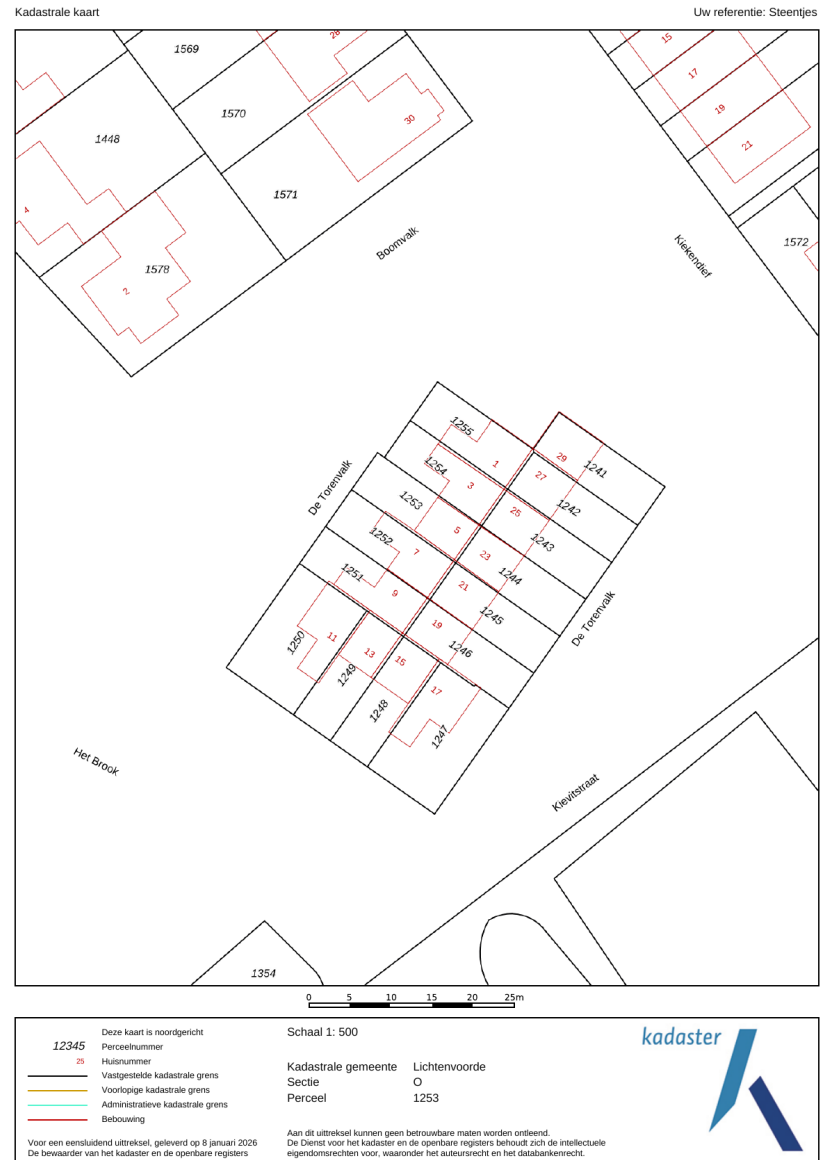 Kadastrale kaart
Uw referentie: Steentjes
1569
28
15
17
1570
19
30
1448
21
1571
4
Boomvalk
Kiekendief
1572
1578
2
1255
29
1241
1
1254
27
3
De Torenvalk
1253
1242
25
5
1252
1243
7
23
1244
1251
21
9
1245
De Torenvalk
19
1250
11
1246
13
15
1249
17
1248
1247
Het Brook
Kievitstraat
1354
0 5 10 15 20 25m
Deze kaart is noordgericht
12345 Perceelnummer
25 Huisnummer
Vastgestelde kadastrale grens
Voorlopige kadastrale grens
Administratieve kadastrale grens
Bebouwing
Voor een eensluidend uittreksel, geleverd op 8 januari 2026
De bewaarder van het kadaster en de openbare registers
Schaal 1: 500
Kadastrale gemeente Lichtenvoorde
Sectie O
Perceel 1253
Aan dit uittreksel kunnen geen betrouwbare maten worden ontleend.
De Dienst voor het kadaster en de openbare registers behoudt zich de intellectuele
eigendomsrechten voor, waaronder het auteursrecht en het databankenrecht.
kadaster